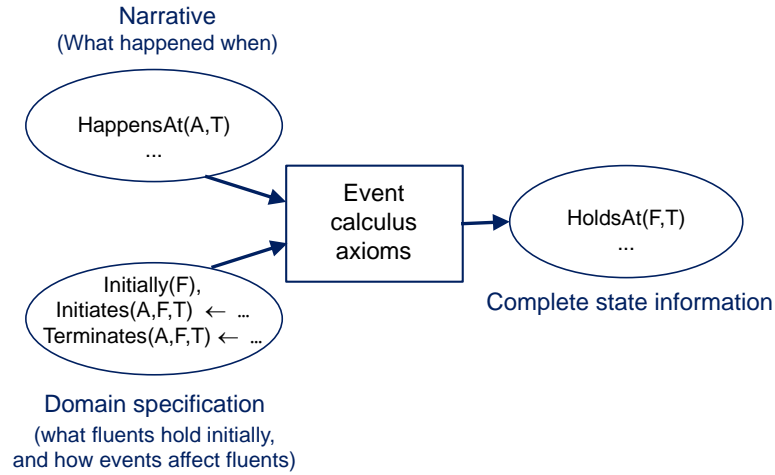 Narrative
(What happened when)
HappensAt(A,T)
...
Event
calculus
axioms
HoldsAt(F,T)
...
Complete state information
Initially(F),
Initiates(A,F,T) ← ...
Terminates(A,F,T) ← ...
Domain specification
(what fluents hold initially,
and how events affect fluents)